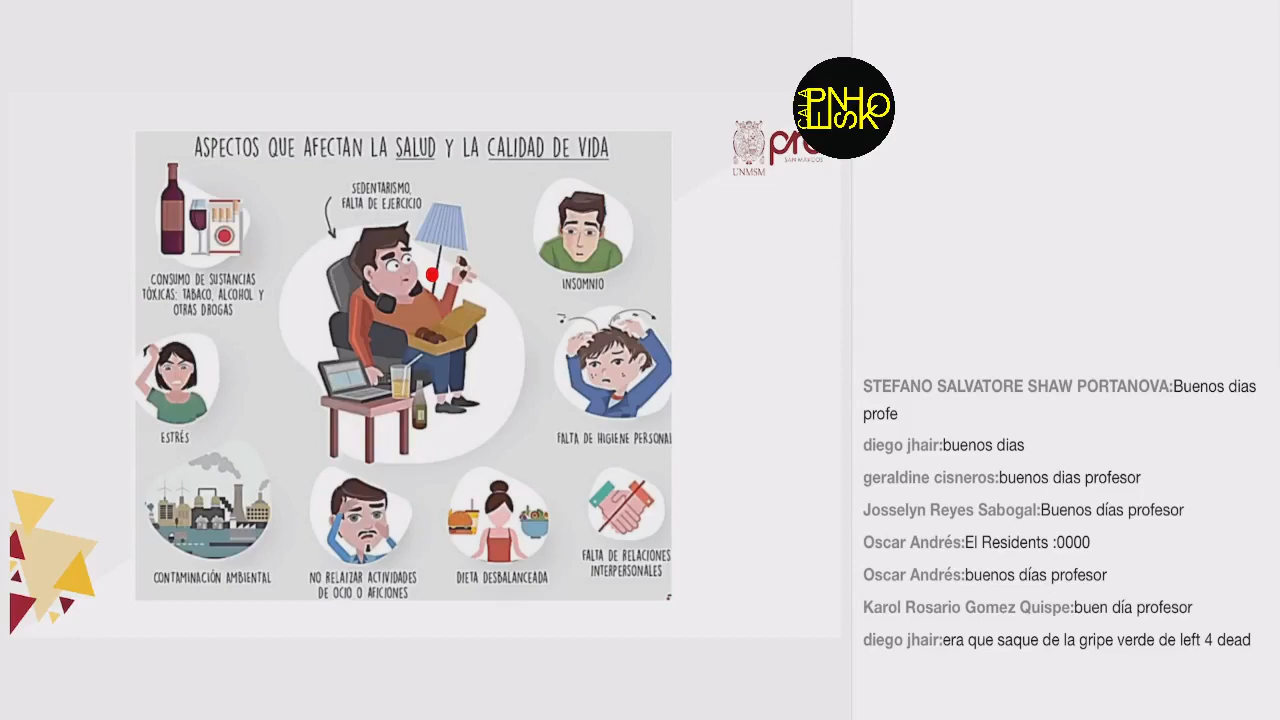 ASPECTOS QUE AFECTAN LA SALUD Y LA CALIDAD DE VIDA
SEDENTARISMO,
FALTA DE EJERCICIO
CONSUMO DE SUSTANCIAS
TÓXICAS: TABACO, ALCOHOL Y
OTRAS DROGAS
INSOMNIO
ESTRÉS
FALTA DE HIGIENE PERSONAL
CONTAMINACIÓN AMBIENTAL
NO RELAIZAR ACTIVIDADES
DE OCIO O AFICIONES
DIETA DESBALANCEADA
FALTA DE RELACIONES
INTERPERSONALES
UNMSM
SAN MARCOS
STEFANO SALVATORE SHAW PORTANOVA:Buenos dias
profe
diego jhair:buenos dias
geraldine cisneros:buenos dias profesor
Josselyn Reyes Sabogal:Buenos días profesor
Oscar Andrés:El Residents :0000
Oscar Andrés:buenos días profesor
Karol Rosario Gomez Quispe:buen día profesor
diego jhair:era que saque de la gripe verde de left 4 dead